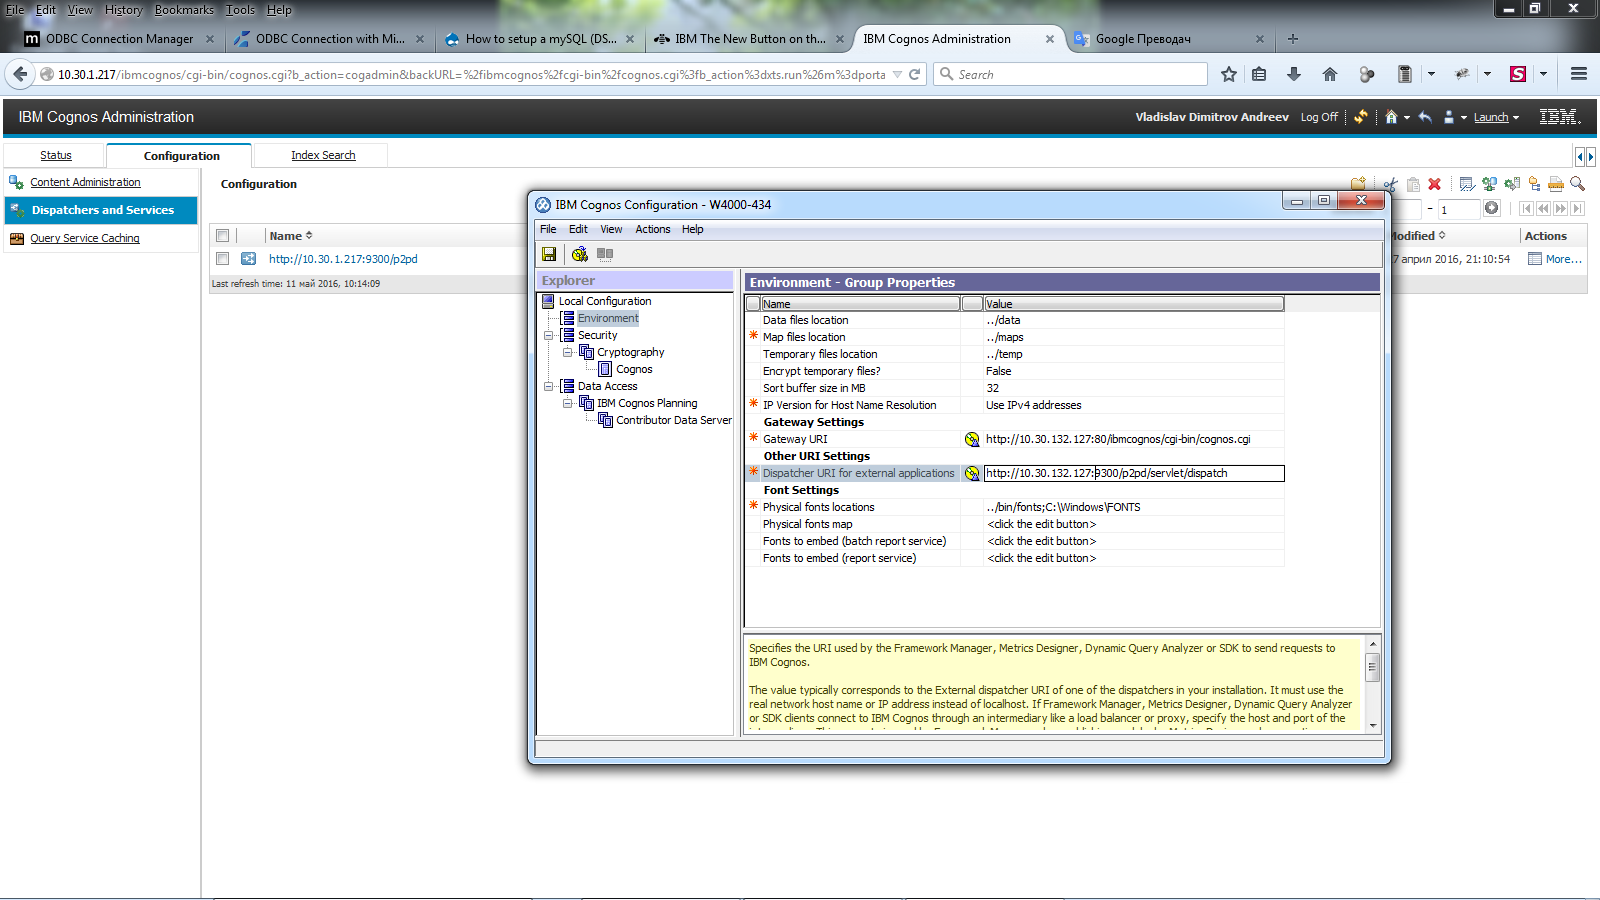 File Edit View History Bookmarks Tools Help
m ODBC Connection Manager × ODBC Connection with Mi... × How to setup a mySQL (DS... × IBM The New Button on th... × IBM Cognos Administration × Google Преводач × +
10.30.1.217/ibmcognos/cgi-bin/cognos.cgi?b_action=cogadmin&backURL=%2fibmcognos%2fcgi-bin%2fcognos.cgi%3fb_action%3dxts.run%26m%3dporta Search S
IBM Cognos Administration Vladislav Dimitrov Andreev Log Off Launch IBM.
Status Configuration Index Search
Content Administration
Dispatchers and Services
Query Service Caching
Configuration
- 1
Name Modified Actions
http://10.30.1.217:9300/p2pd 7 април 2016, 21:10:54 More...
Last refresh time: 11 май 2016, 10:14:09
IBM Cognos Configuration - W4000-434
File Edit View Actions Help
Explorer
Local Configuration
Environment
Security
Cryptography
Cognos
Data Access
IBM Cognos Planning
Contributor Data Server
Environment - Group Properties
Name Value
Data files location ../data
* Map files location ../maps
Temporary files location ../temp
Encrypt temporary files? False
Sort buffer size in MB 32
* IP Version for Host Name Resolution Use IPv4 addresses
Gateway Settings
* Gateway URI http://10.30.132.127:80/ibmcognos/cgi-bin/cognos.cgi
Other URI Settings
* Dispatcher URI for external applications http://10.30.132.127:9300/p2pd/servlet/dispatch
Font Settings
* Physical fonts locations ../bin/fonts;C:\Windows\FONTS
Physical fonts map <click the edit button>
Fonts to embed (batch report service) <click the edit button>
Fonts to embed (report service) <click the edit button>
Specifies the URI used by the Framework Manager, Metrics Designer, Dynamic Query Analyzer or SDK to send requests to
IBM Cognos.
The value typically corresponds to the External dispatcher URI of one of the dispatchers in your installation. It must use the
real network host name or IP address instead of localhost. If Framework Manager, Metrics Designer, Dynamic Query Analyzer
or SDK clients connect to IBM Cognos through an intermediary like a load balancer or proxy, specify the host and port of the